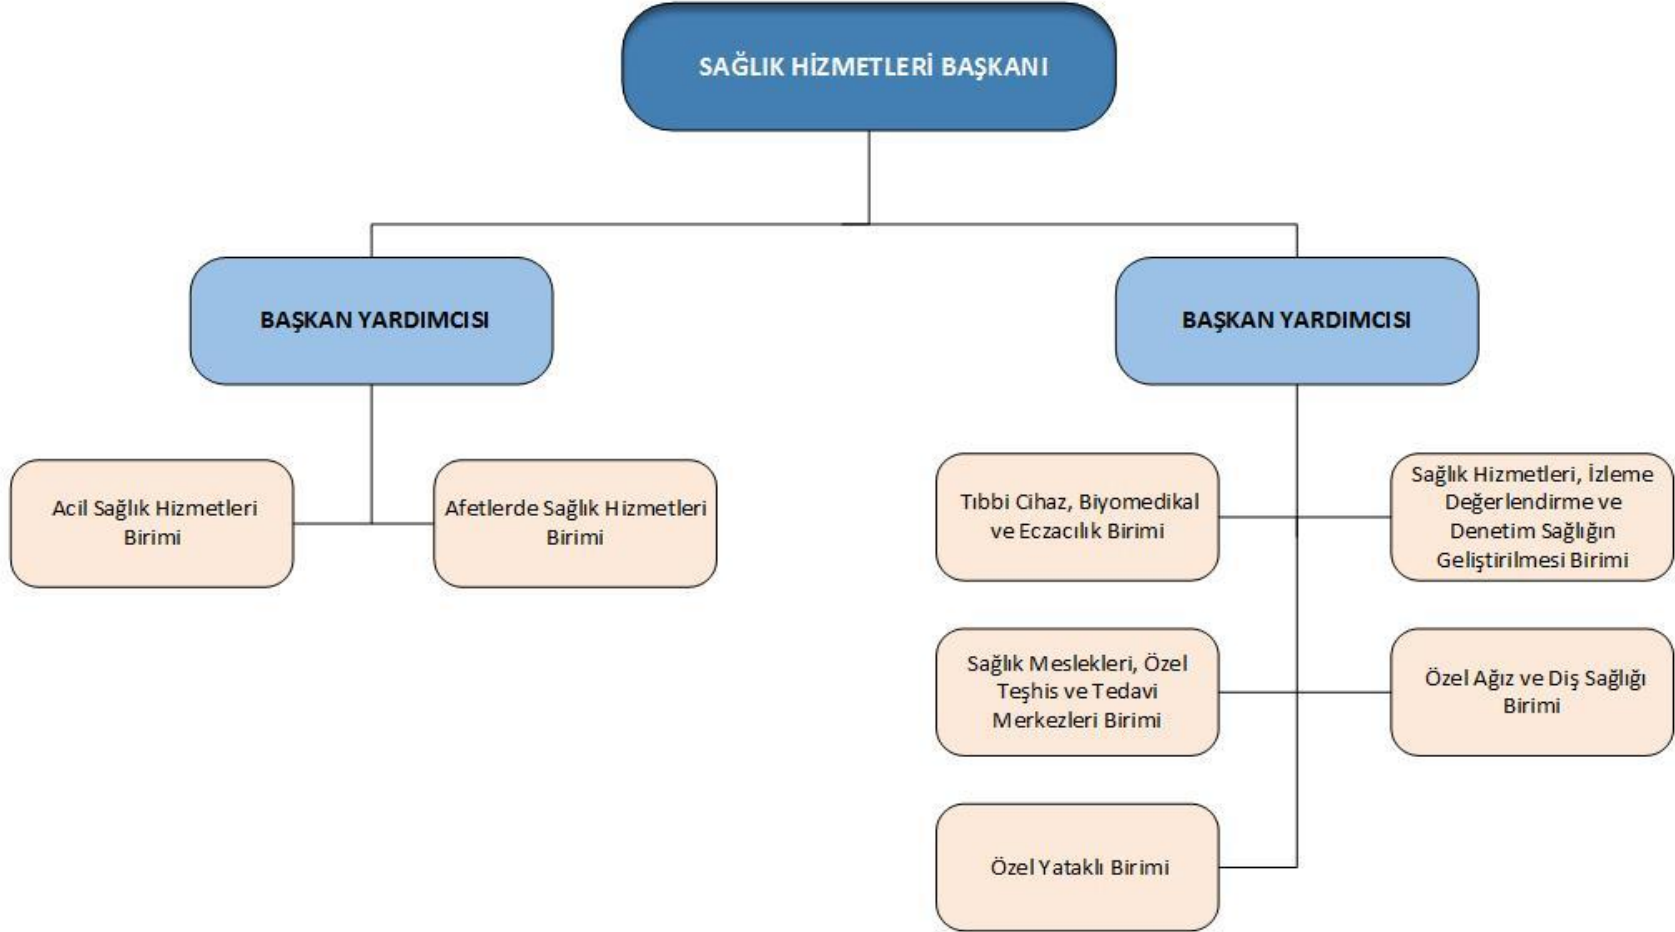 SAĞLIK HİZMETLERİ BAŞKANI
BAŞKAN YARDIMCISI
BAŞKAN YARDIMCISI
Acil Sağlık Hizmetleri
Birimi
Afetlerde Sağlık Hizmetleri
Birimi
Tıbbi Cihaz, Biyomedikal
ve Eczacılık Birimi
Sağlık Hizmetleri, İzleme
Değerlendirme ve
Denetim Sağlığın
Geliştirilmesi Birimi
Sağlık Meslekleri, Özel
Teşhis ve Tedavi
Merkezleri Birimi
Özel Ağız ve Diş Sağlığı
Birimi
Özel Yataklı Birimi